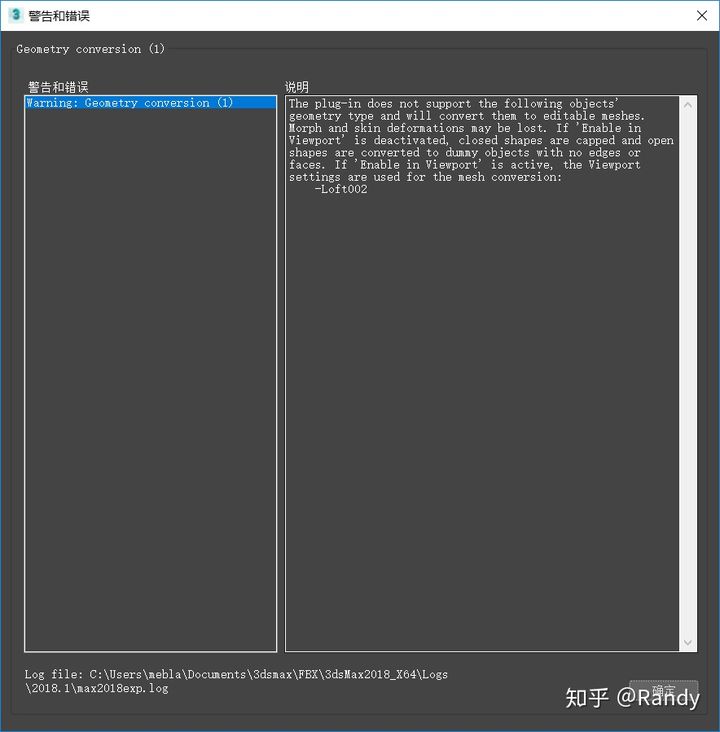 警告和错误
Geometry conversion (1)
警告和错误
说明
Warning: Geometry conversion (1)
The plug-in does not support the following objects'
geometry type and will convert them to editable meshes.
Morph and skin deformations may be lost. If 'Enable in
Viewport' is deactivated, closed shapes are capped and open
shapes are converted to dummy objects with no edges or
faces. If 'Enable in Viewport' is active, the Viewport
settings are used for the mesh conversion:
-Loft002
Log file: C:\Users\mebla\Documents\3dsmax\FBX\3dsMax2018_X64\Logs
\2018.1\max2018exp.log
确定
知乎 @Randy